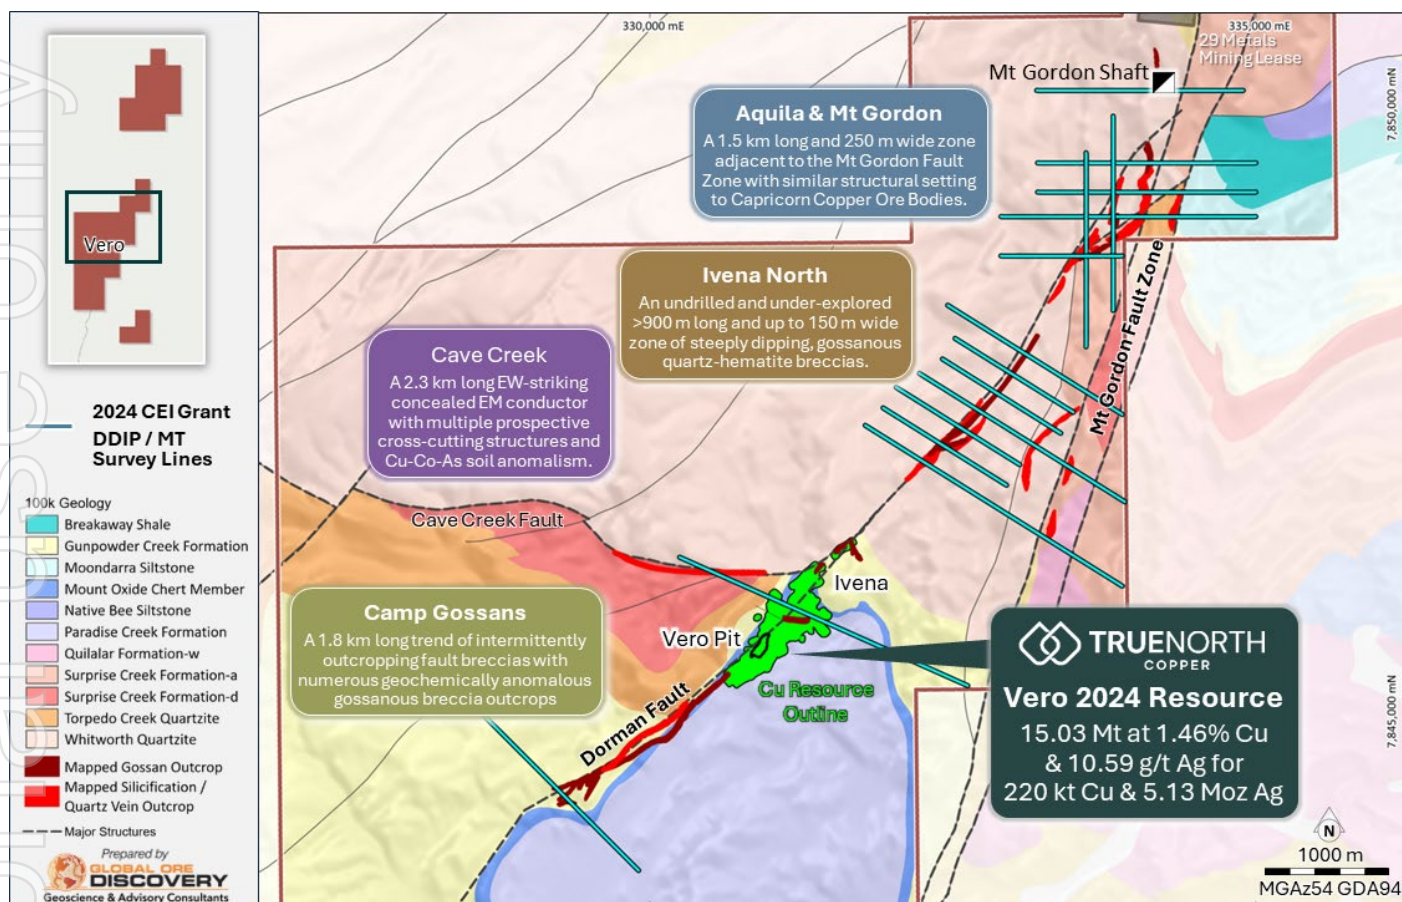 330,000 mE
335,000 mE
7,850,000 mN
7,845,000 mN
Vero
2024 CEI Grant
DDIP / MT
Survey Lines
100k Geology
Breakaway Shale
Gunpowder Creek Formation
Moondarra Siltstone
Mount Oxide Chert Member
Native Bee Siltstone
Paradise Creek Formation
Quilalar Formation-w
Surprise Creek Formation-a
Surprise Creek Formation-d
Torpedo Creek Quartzite
Whitworth Quartzite
Mapped Gossan Outcrop
Mapped Silicification /
Quartz Vein Outcrop
Major Structures
Prepared by
GLOBAL ORE
DISCOVERY
Geoscience & Advisory Consultants
29 Metals
Mining Lease
Mt Gordon Shaft
Aquila & Mt Gordon
A 1.5 km long and 250 m wide zone
adjacent to the Mt Gordon Fault
Zone with similar structural setting
to Capricorn Copper Ore Bodies.
Ivena North
An undrilled and under-explored
>900 m long and up to 150 m wide
zone of steeply dipping, gossanous
quartz-hematite breccias.
Cave Creek
A 2.3 km long EW-striking
concealed EM conductor
with multiple prospective
cross-cutting structures and
Cu-Co-As soil anomalism.
Mt Gordon Fault Zone
Cave Creek Fault
Camp Gossans
A 1.8 km long trend of intermittently
outcropping fault breccias with
numerous geochemically anomalous
gossanous breccia outcrops
Ivena
Vero Pit
Cu Resource
Outline
Dorman Fault
TRUENORTH
COPPER
Vero 2024 Resource
15.03 Mt at 1.46% Cu
& 10.59 g/t Ag for
220 kt Cu & 5.13 Moz Ag
N
1000 m
MGAz54 GDA94